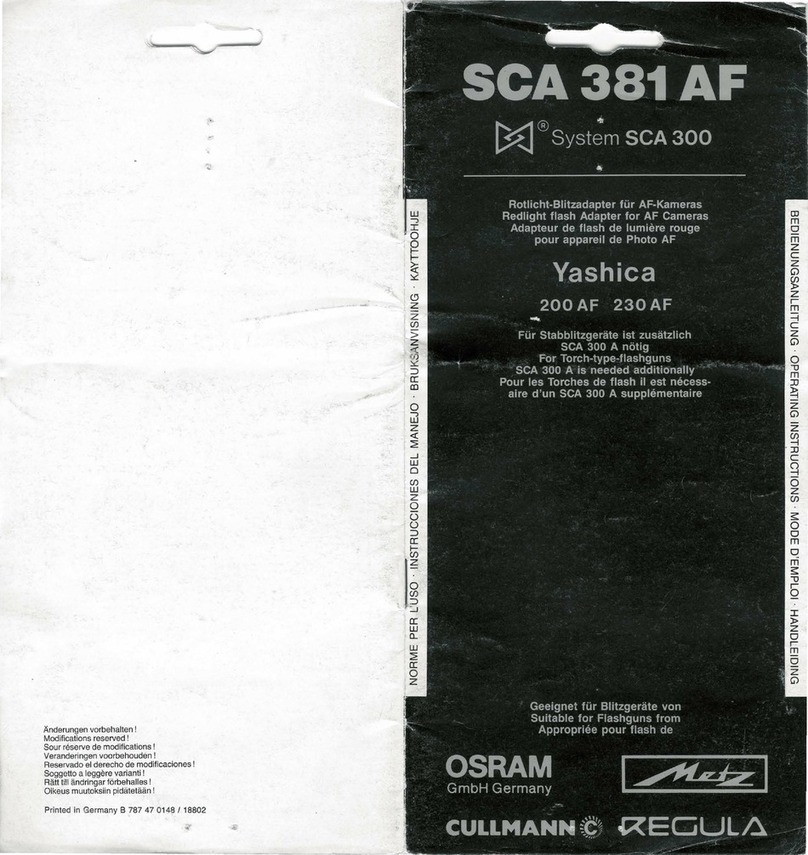 Änderungen vorbehalten !
Modifications reserved !
Sour réserve de modifications !
Veranderingen voorbehouden !
Reservado el derecho de modificaciones !
Soggetto a leggère varianti !
Rätt till ändringar förbehalles !
Oikeus muutoksiin pidätetään !
Printed in Germany B 787 47 0148 / 18802
NORME PER L'USO · INSTRUCCIONES DEL MANEJO · BRUKSANVISNING · KAYTTOOHJE
SCA 381 AF
® System SCA 300
Rotlicht-Blitzadapter für AF-Kameras
Redlight flash Adapter for AF Cameras
Adapteur de flash de lumière rouge
pour appareil de Photo AF
Yashica
200 AF 230 AF
Für Stabblitzgeräte ist zusätzlich
SCA 300 A nötig
For Torch-type-flashguns
SCA 300 A is needed additionally
Pour les Torches de flash il est nécess-
aire d'un SCA 300 A supplémentaire
BEDIENUNGSANLEITUNG · OPERATING INSTRUCTIONS · MODE D'EMPLOI · HANDLEIDING
Geeignet für Blitzgeräte von
Suitable for Flashguns from
Appropriée pour flash de
OSRAM
GmbH Germany
Metz
CULLMANN C
REGULA